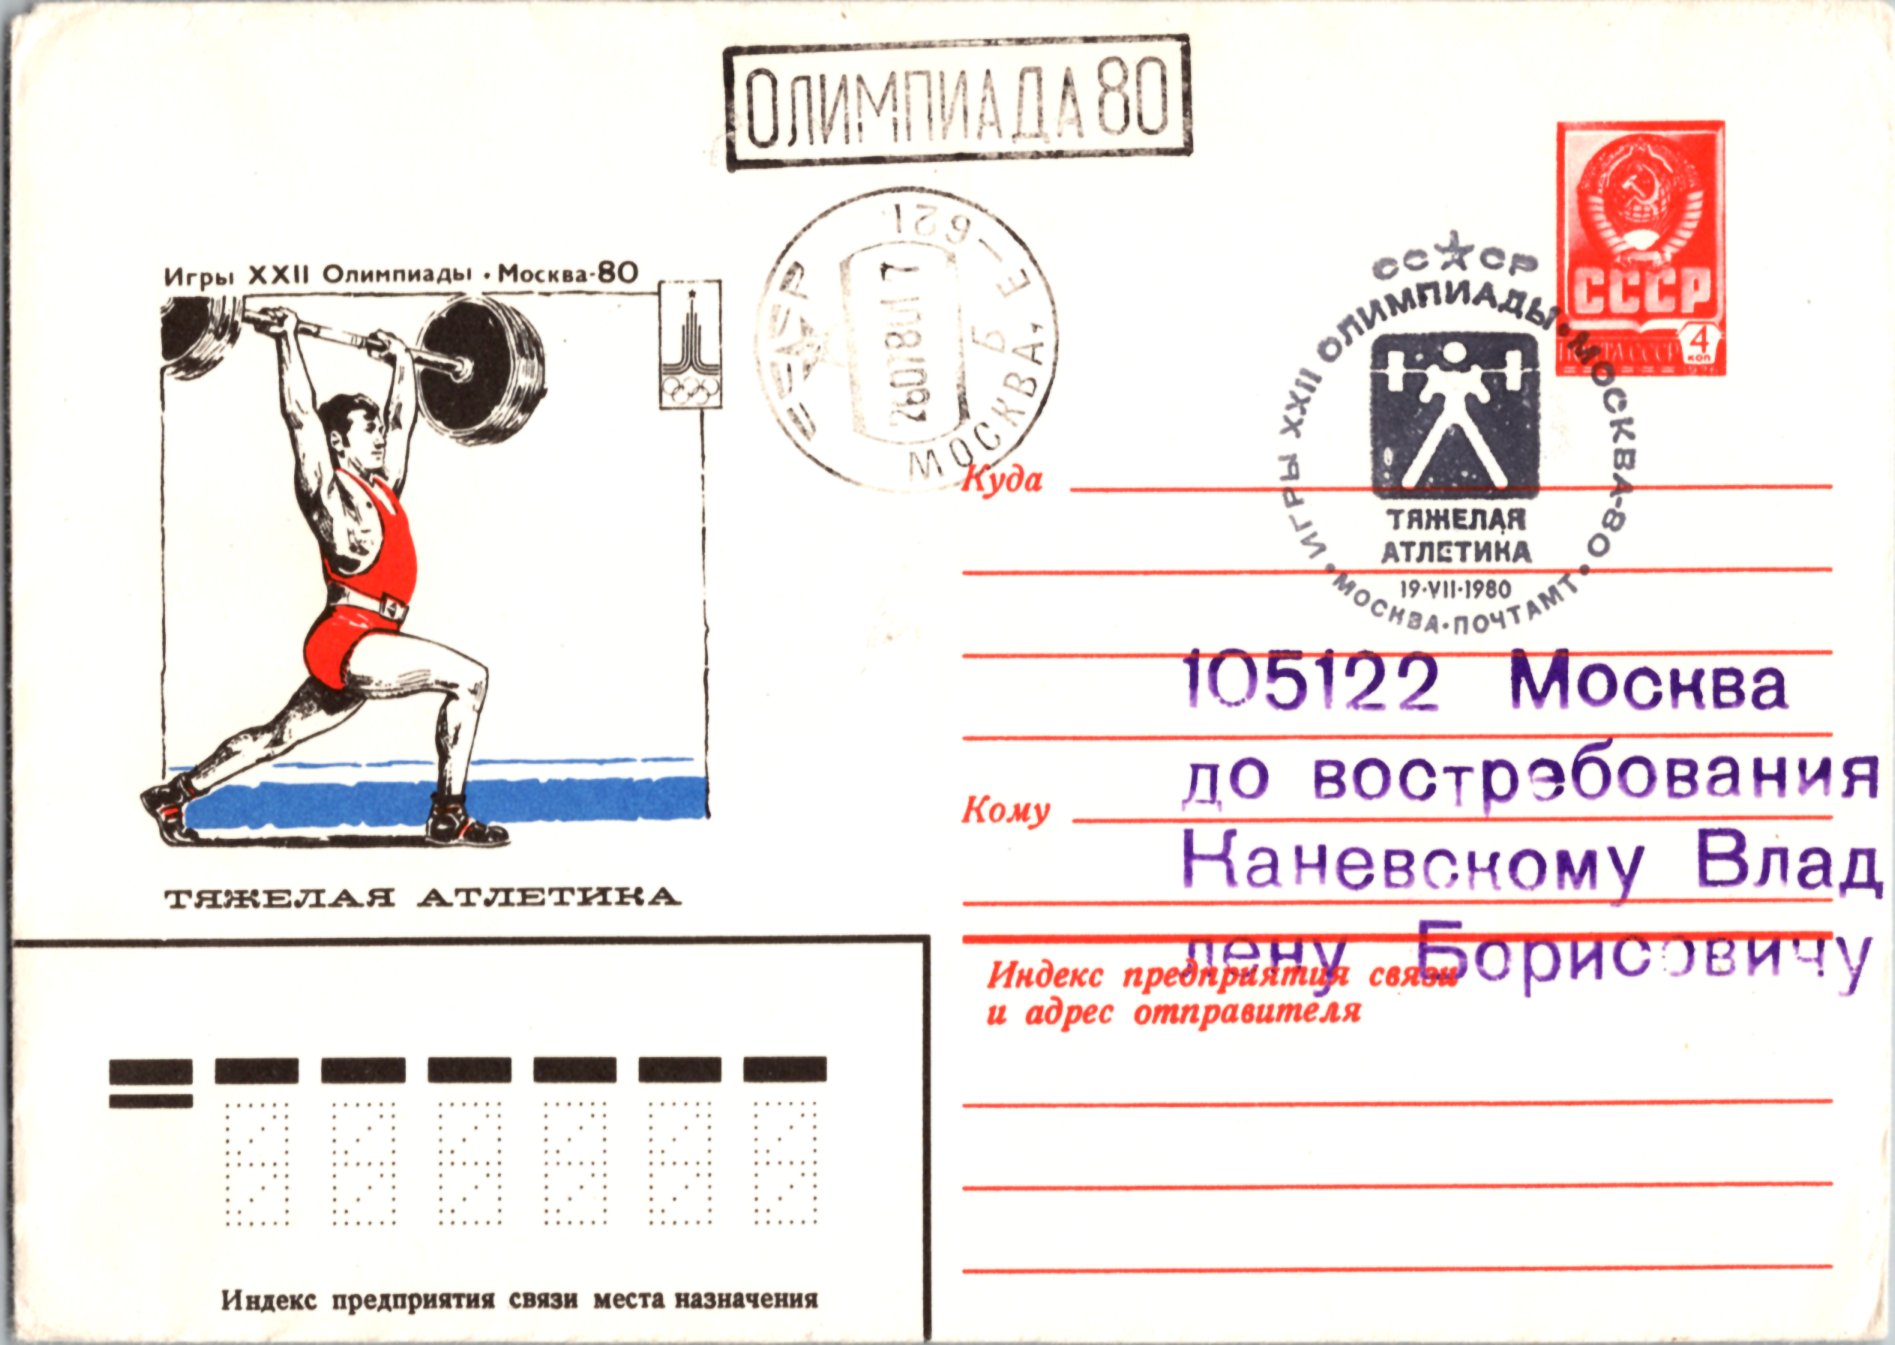 ОЛИМПИАДА 80
129-Е
Б
МОСКВА,
Игры XXII Олимпиады • Москва-80
СССР
4
коп
СССР
ИГРЫ XXII ОЛИМПИАДЫ • МОСКВА-80
ТЯЖЕЛАЯ
АТЛЕТИКА
19·VII·1980
• МОСКВА·ПОЧТАМТ •
Куда
105122 Москва
до востребования
Кому
Каневскому Влад
лену Борисовичу
ТЯЖЕЛАЯ АТЛЕТИКА
Индекс предприятия связи
и адрес отправителя
Индекс предприятия связи места назначения